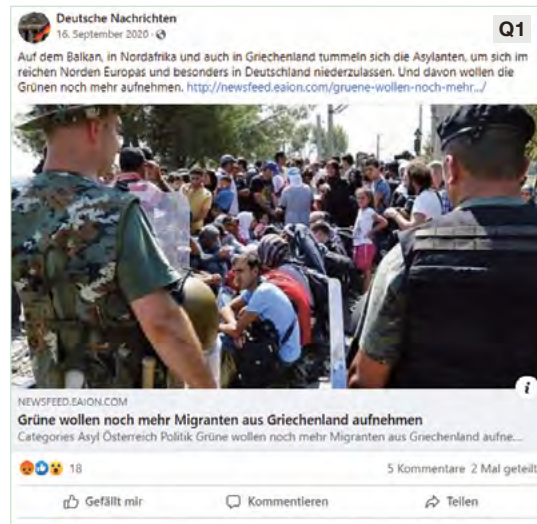 Deutsche Nachrichten
16. September 2020 ·
Q1
Auf dem Balkan, in Nordafrika und auch in Griechenland tummeln sich die Asylanten, um sich im
reichen Norden Europas und besonders in Deutschland niederzulassen. Und davon wollen die
Grünen noch mehr aufnehmen. http://newsfeed.eaion.com/gruene-wollen-noch-mehr.../
i
NEWSFEED.EAION.COM
Grüne wollen noch mehr Migranten aus Griechenland aufnehmen
Categories Asyl Österreich Politik Grüne wollen noch mehr Migranten aus Griechenland aufne...
18
5 Kommentare 2 Mal geteilt
Gefällt mir
Kommentieren
Teilen